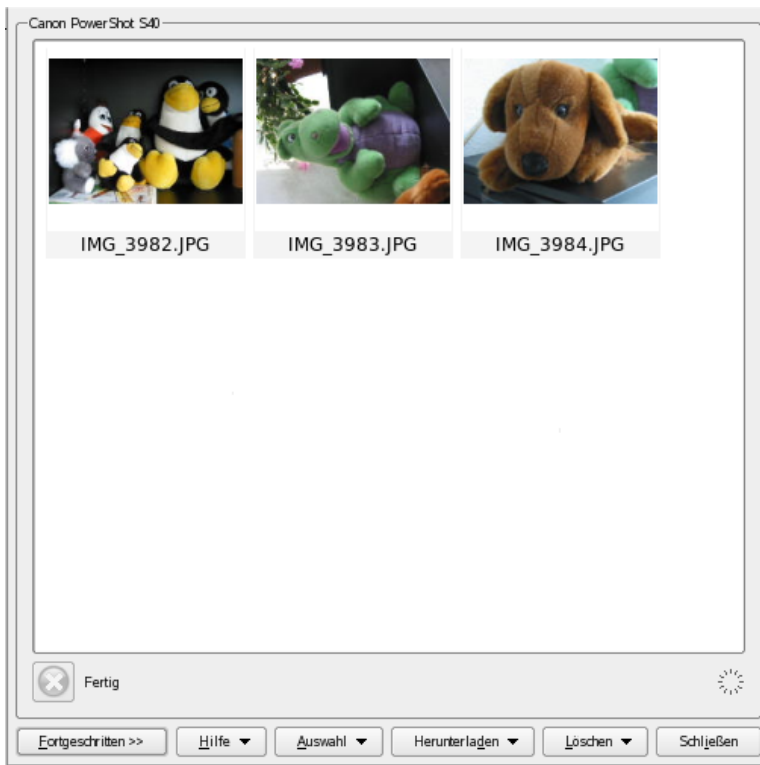 Canon PowerShot S40
IMG_3982.JPG
IMG_3983.JPG
IMG_3984.JPG
Fertig
Fortgeschritten >>
Hilfe
Auswahl
Herunterladen
Löschen
Schließen